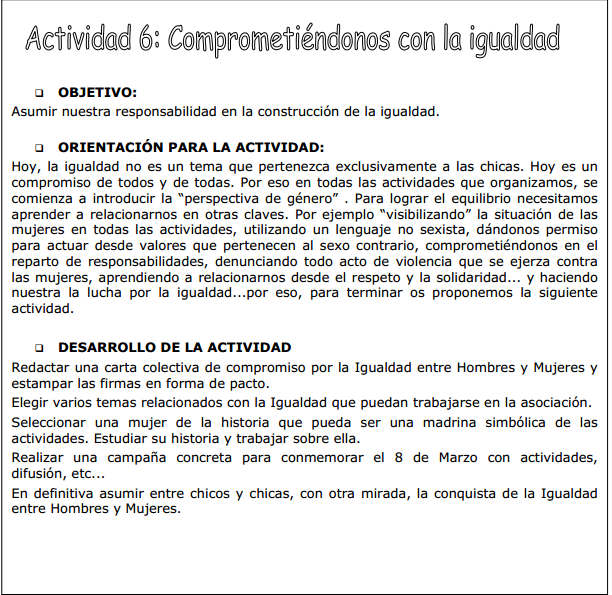 Actividad 6: Comprometiéndonos con la igualdad
❑ OBJETIVO:
Asumir nuestra responsabilidad en la construcción de la igualdad.
❑ ORIENTACIÓN PARA LA ACTIVIDAD:
Hoy, la igualdad no es un tema que pertenezca exclusivamente a las chicas. Hoy es un
compromiso de todos y de todas. Por eso en todas las actividades que organizamos, se
comienza a introducir la “perspectiva de género” . Para lograr el equilibrio necesitamos
aprender a relacionarnos en otras claves. Por ejemplo “visibilizando” la situación de las
mujeres en todas las actividades, utilizando un lenguaje no sexista, dándonos permiso
para actuar desde valores que pertenecen al sexo contrario, comprometiéndonos en el
reparto de responsabilidades, denunciando todo acto de violencia que se ejerza contra
las mujeres, aprendiendo a relacionarnos desde el respeto y la solidaridad... y haciendo
nuestra la lucha por la igualdad...por eso, para terminar os proponemos la siguiente
actividad.
❑ DESARROLLO DE LA ACTIVIDAD
Redactar una carta colectiva de compromiso por la Igualdad entre Hombres y Mujeres y
estampar las firmas en forma de pacto.
Elegir varios temas relacionados con la Igualdad que puedan trabajarse en la asociación.
Seleccionar una mujer de la historia que pueda ser una madrina simbólica de las
actividades. Estudiar su historia y trabajar sobre ella.
Realizar una campaña concreta para conmemorar el 8 de Marzo con actividades,
difusión, etc...
En definitiva asumir entre chicos y chicas, con otra mirada, la conquista de la Igualdad
entre Hombres y Mujeres.